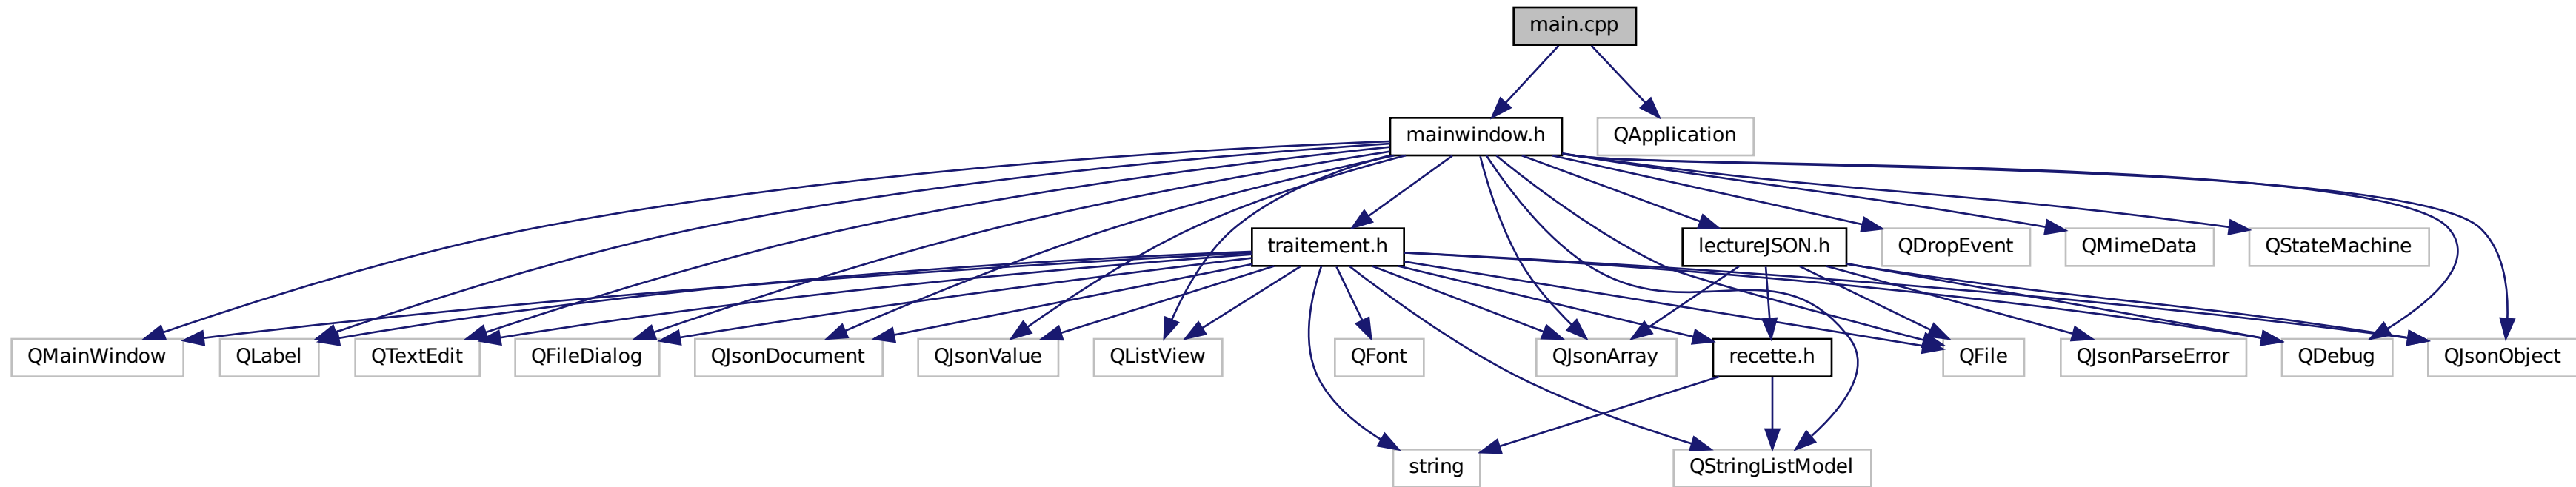 main.cpp
mainwindow.h
QApplication
traitement.h
lectureJSON.h
QDropEvent
QMimeData
QStateMachine
QMainWindow
QLabel
QTextEdit
QFileDialog
QJsonDocument
QJsonValue
QListView
QFont
QJsonArray
recette.h
QFile
QJsonParseError
QDebug
QJsonObject
string
QStringListModel